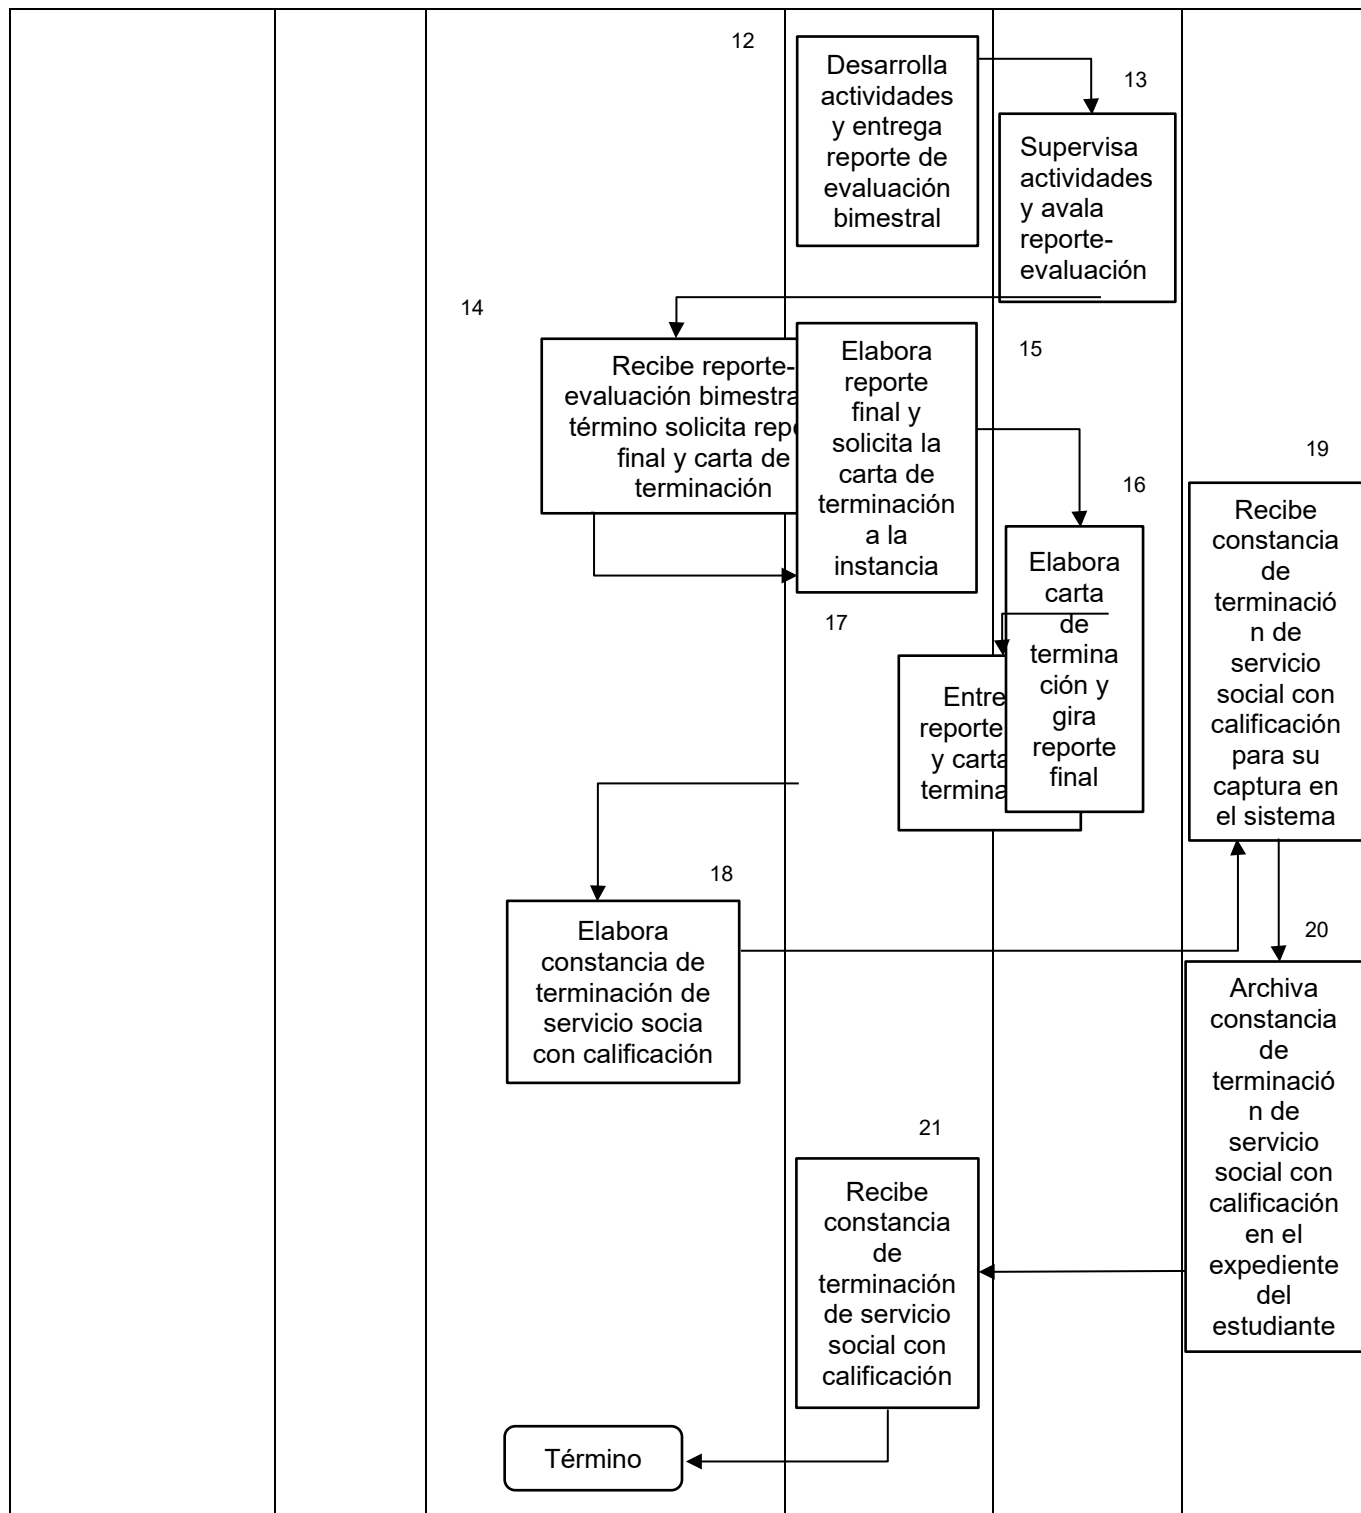 12
Desarrolla
actividades
y entrega
reporte de
evaluación
bimestral
13
Supervisa
actividades
y avala
reporte-
evaluación
14
Recibe reporte-
evaluación bimestra
término solicita rep
final y carta de
terminación
Elabora
reporte
final y
solicita la
carta de
terminación
a la
instancia
15
16
Elabora
carta
de
termina
ción y
gira
reporte
final
17
Entre
reporte
y carta
termina
18
Elabora
constancia de
terminación de
servicio socia
con calificación
19
Recibe
constancia
de
terminació
n de
servicio
social con
calificación
para su
captura en
el sistema
20
Archiva
constancia
de
terminació
n de
servicio
social con
calificación
en el
expediente
del
estudiante
21
Recibe
constancia
de
terminación
de servicio
social con
calificación
Término